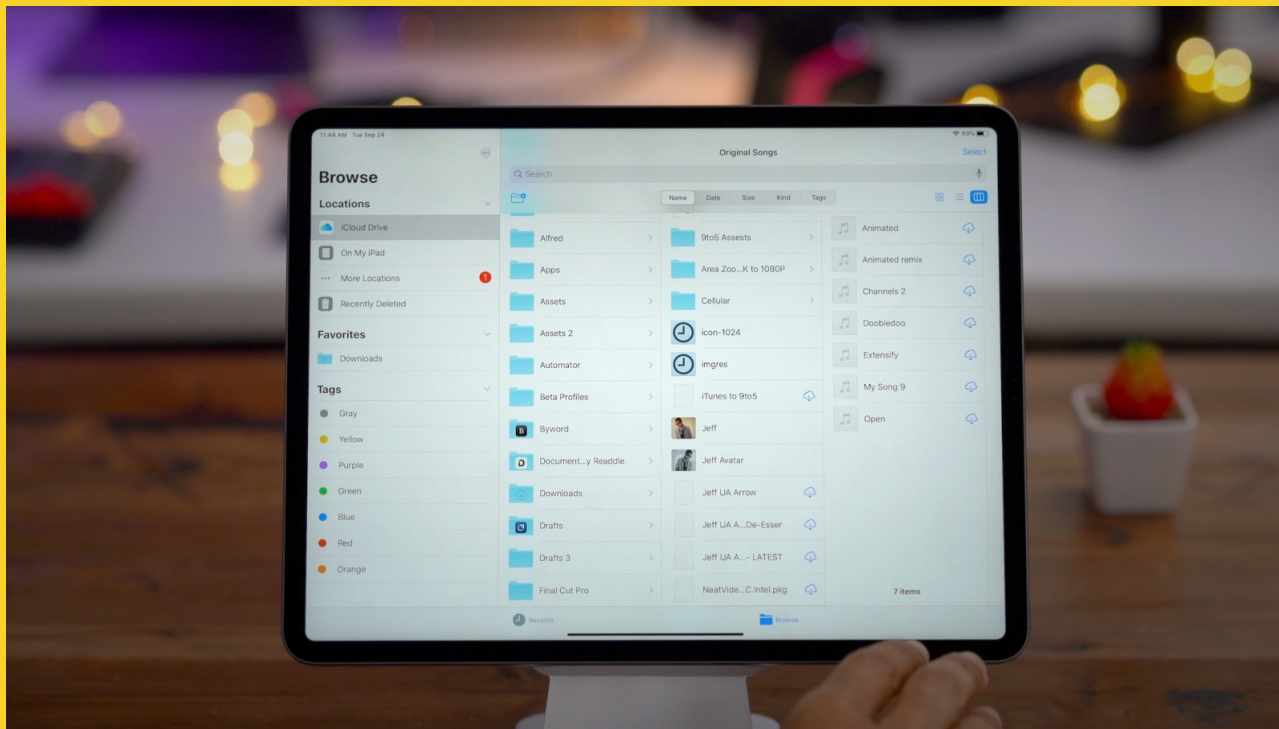 11:48 AM Tue Sep 24
69%
Browse
Locations
iCloud Drive
On My iPad
More Locations
1
Recently Deleted
Favorites
Downloads
Tags
Gray
Yellow
Purple
Green
Blue
Red
Orange
Original Songs
Select
Search
Name
Date
Size
Kind
Tags
Alfred
Apps
Assets
Assets 2
Automator
Beta Profiles
Byword
Document...y Readdle
Downloads
Drafts
Drafts 3
Final Cut Pro
9to5 Assests
Area Zoo...K to 1080P
Cellular
icon-1024
imgres
iTunes to 9to5
Jeff
Jeff Avatar
Jeff UA Arrow
Jeff UA A...De-Esser
Jeff UA A...- LATEST
NeatVide...C.Intel.pkg
Animated
Animated remix
Channels 2
Doobiedoo
Extensify
My Song 9
Open
7 items
Recents
Browse